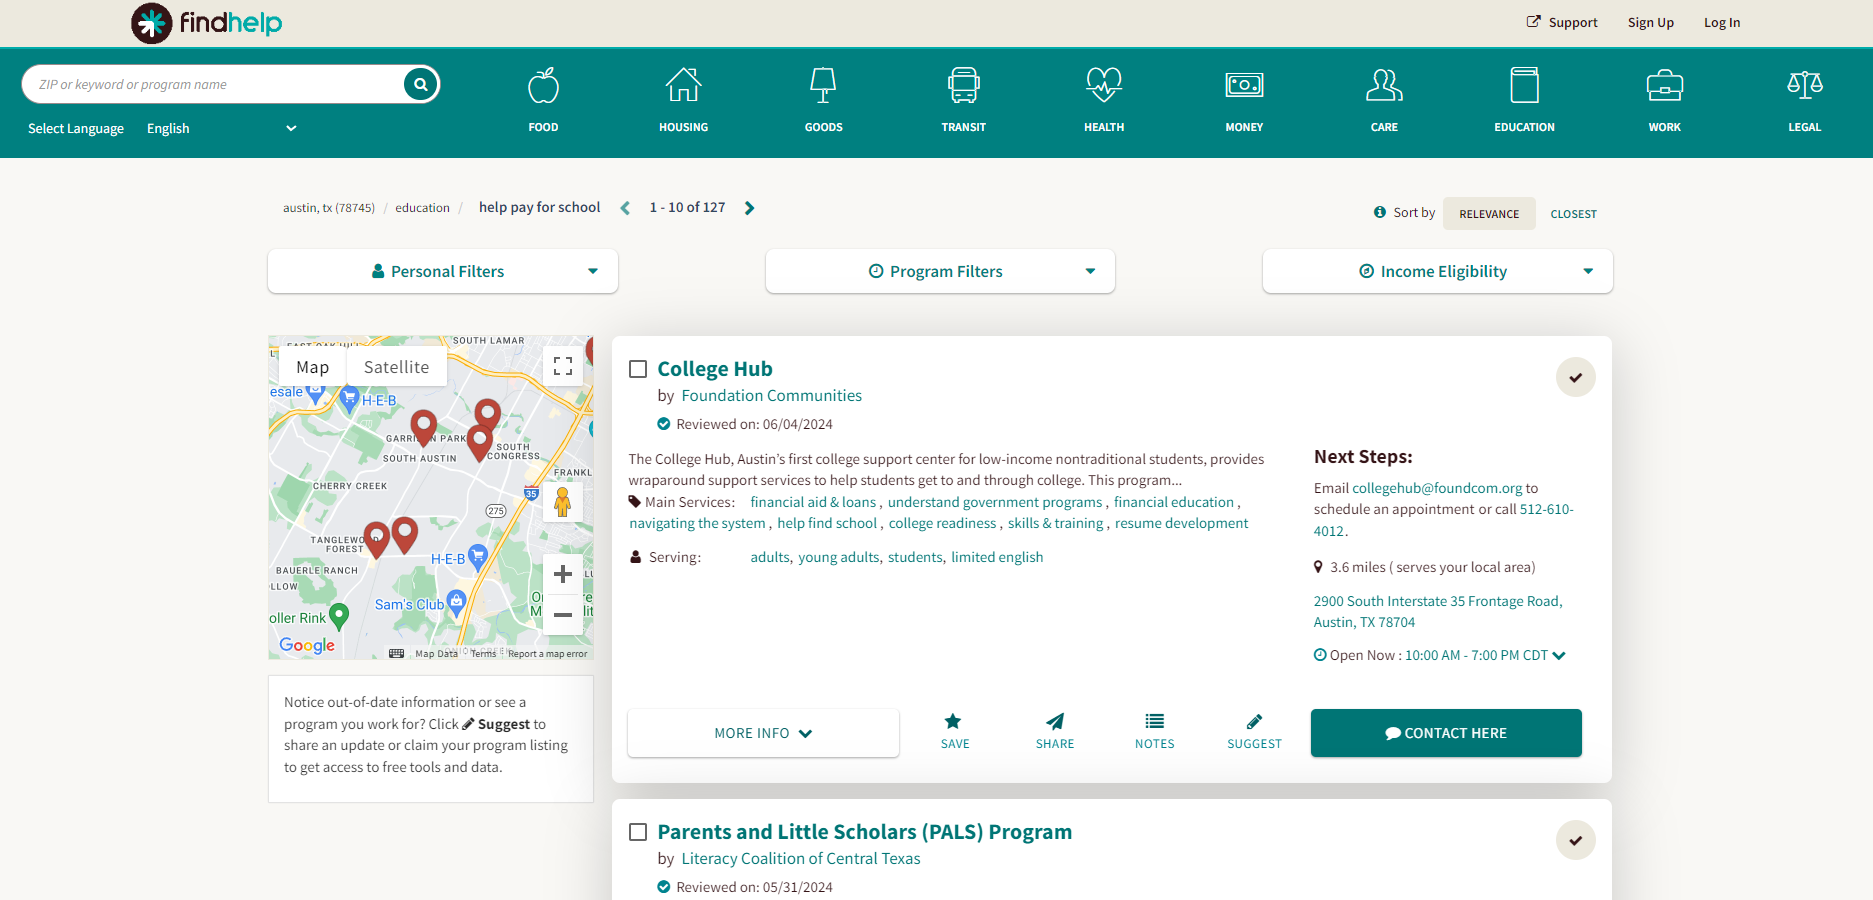 findhelp
Support Sign Up Log In
ZIP or keyword or program name
Select Language English
FOOD HOUSING GOODS TRANSIT HEALTH MONEY CARE EDUCATION WORK LEGAL
austin, tx (78745) / education / help pay for school 1 - 10 of 127
Sort by RELEVANCE CLOSEST
Personal Filters Program Filters Income Eligibility
SOUTH LAMAR
Map Satellite
esale
H-E-B
GARRISON PARK
SOUTH CONGRESS
SOUTH AUSTIN
FRANKL
CHERRY CREEK
35
275
TANGLEWOOD FOREST
H-E-B
BAUERLE RANCH
LLOW
Sam's Club
oller Rink
Google
Map Data Terms Report a map error
Notice out-of-date information or see a
program you work for? Click Suggest to
share an update or claim your program listing
to get access to free tools and data.
College Hub
by Foundation Communities
Reviewed on: 06/04/2024
The College Hub, Austin’s first college support center for low-income nontraditional students, provides
wraparound support services to help students get to and through college. This program...
Main Services: financial aid & loans , understand government programs , financial education ,
navigating the system , help find school , college readiness , skills & training , resume development
Serving: adults, young adults, students, limited english
Next Steps:
Email collegehub@foundcom.org to
schedule an appointment or call 512-610-
4012.
3.6 miles ( serves your local area)
2900 South Interstate 35 Frontage Road,
Austin, TX 78704
Open Now : 10:00 AM - 7:00 PM CDT
MORE INFO SAVE SHARE NOTES SUGGEST CONTACT HERE
Parents and Little Scholars (PALS) Program
by Literacy Coalition of Central Texas
Reviewed on: 05/31/2024